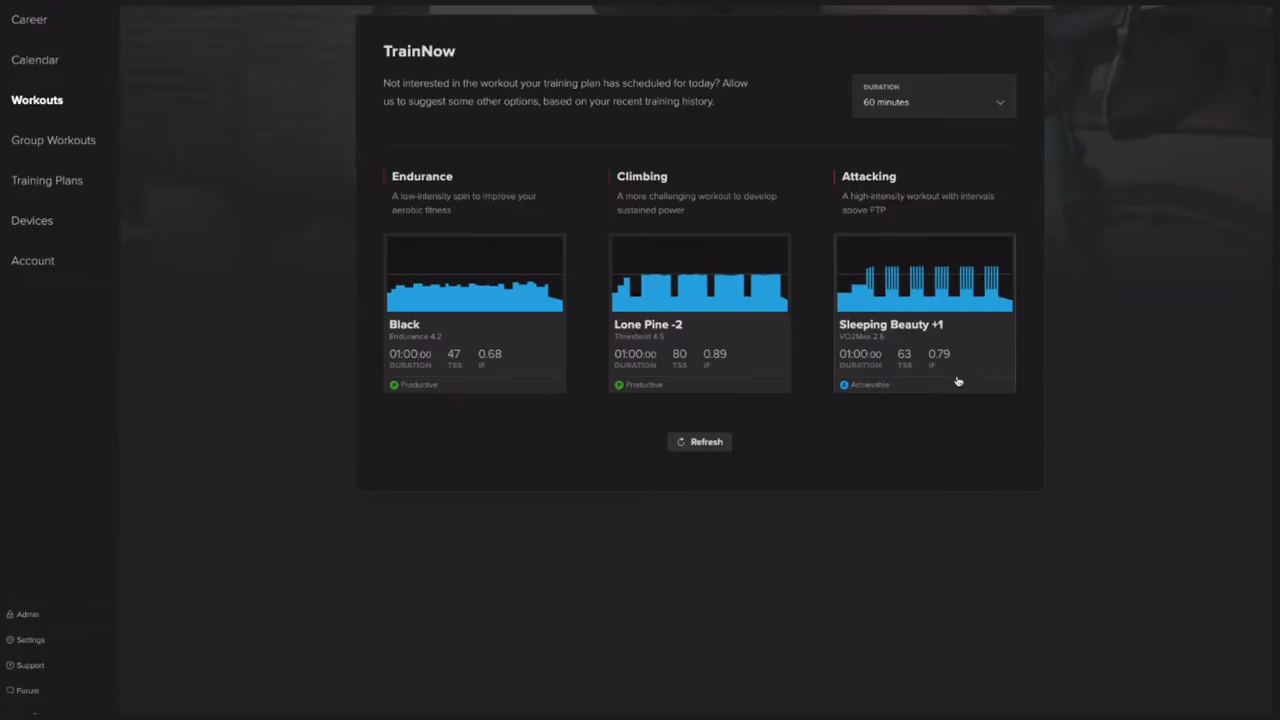 Career
Calendar
Workouts
Group Workouts
Training Plans
Devices
Account
Admin
Settings
Support
Forum
TrainNow
Not interested in the workout your training plan has scheduled for today? Allow
us to suggest some other options, based on your recent training history.
DURATION
60 minutes
Endurance
A low-intensity spin to improve your
aerobic fitness
Black
Endurance 4.2
01:00:00 47 0.68
DURATION TSS IF
P Productive
Climbing
A more challenging workout to develop
sustained power
Lone Pine -2
Threshold 4.5
01:00:00 80 0.89
DURATION TSS IF
P Productive
Attacking
A high-intensity workout with intervals
above FTP
Sleeping Beauty +1
VO2Max 2.6
01:00:00 63 0.79
DURATION TSS IF
A Achievable
Refresh